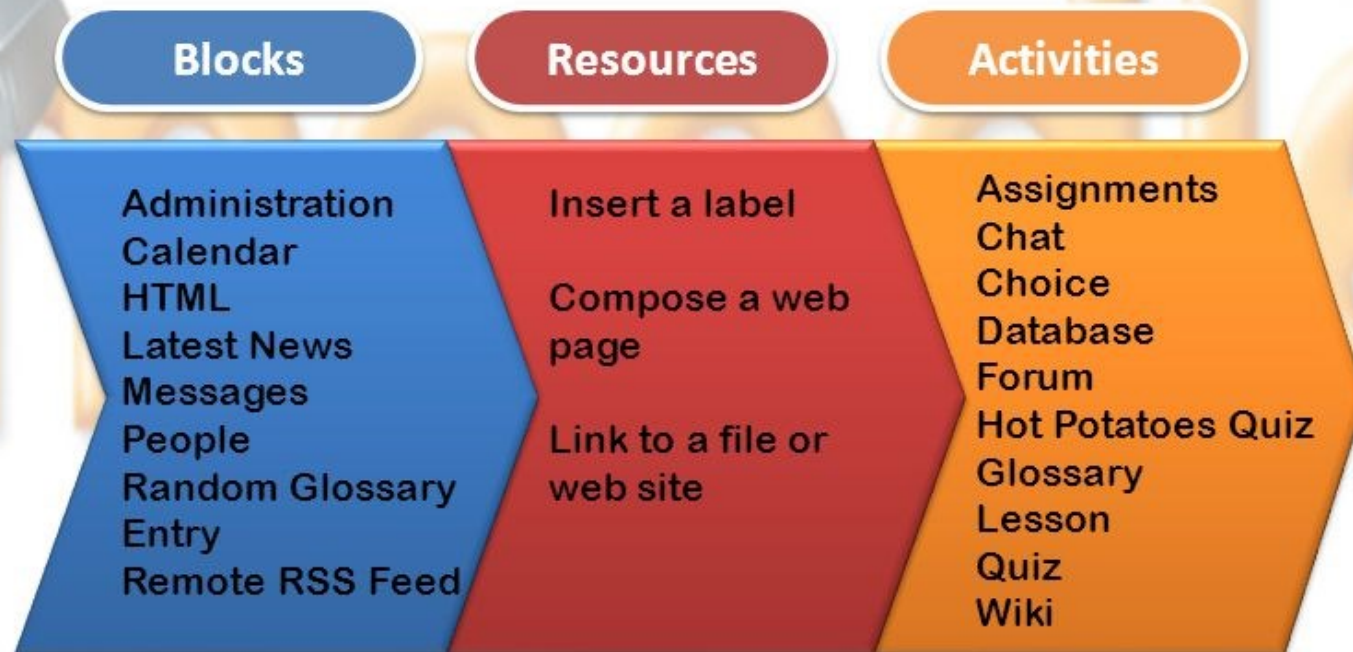 Blocks
Resources
Activities
Administration
Calendar
HTML
Latest News
Messages
People
Random Glossary
Entry
Remote RSS Feed
Insert a label
Compose a web
page
Link to a file or
web site
Assignments
Chat
Choice
Database
Forum
Hot Potatoes Quiz
Glossary
Lesson
Quiz
Wiki